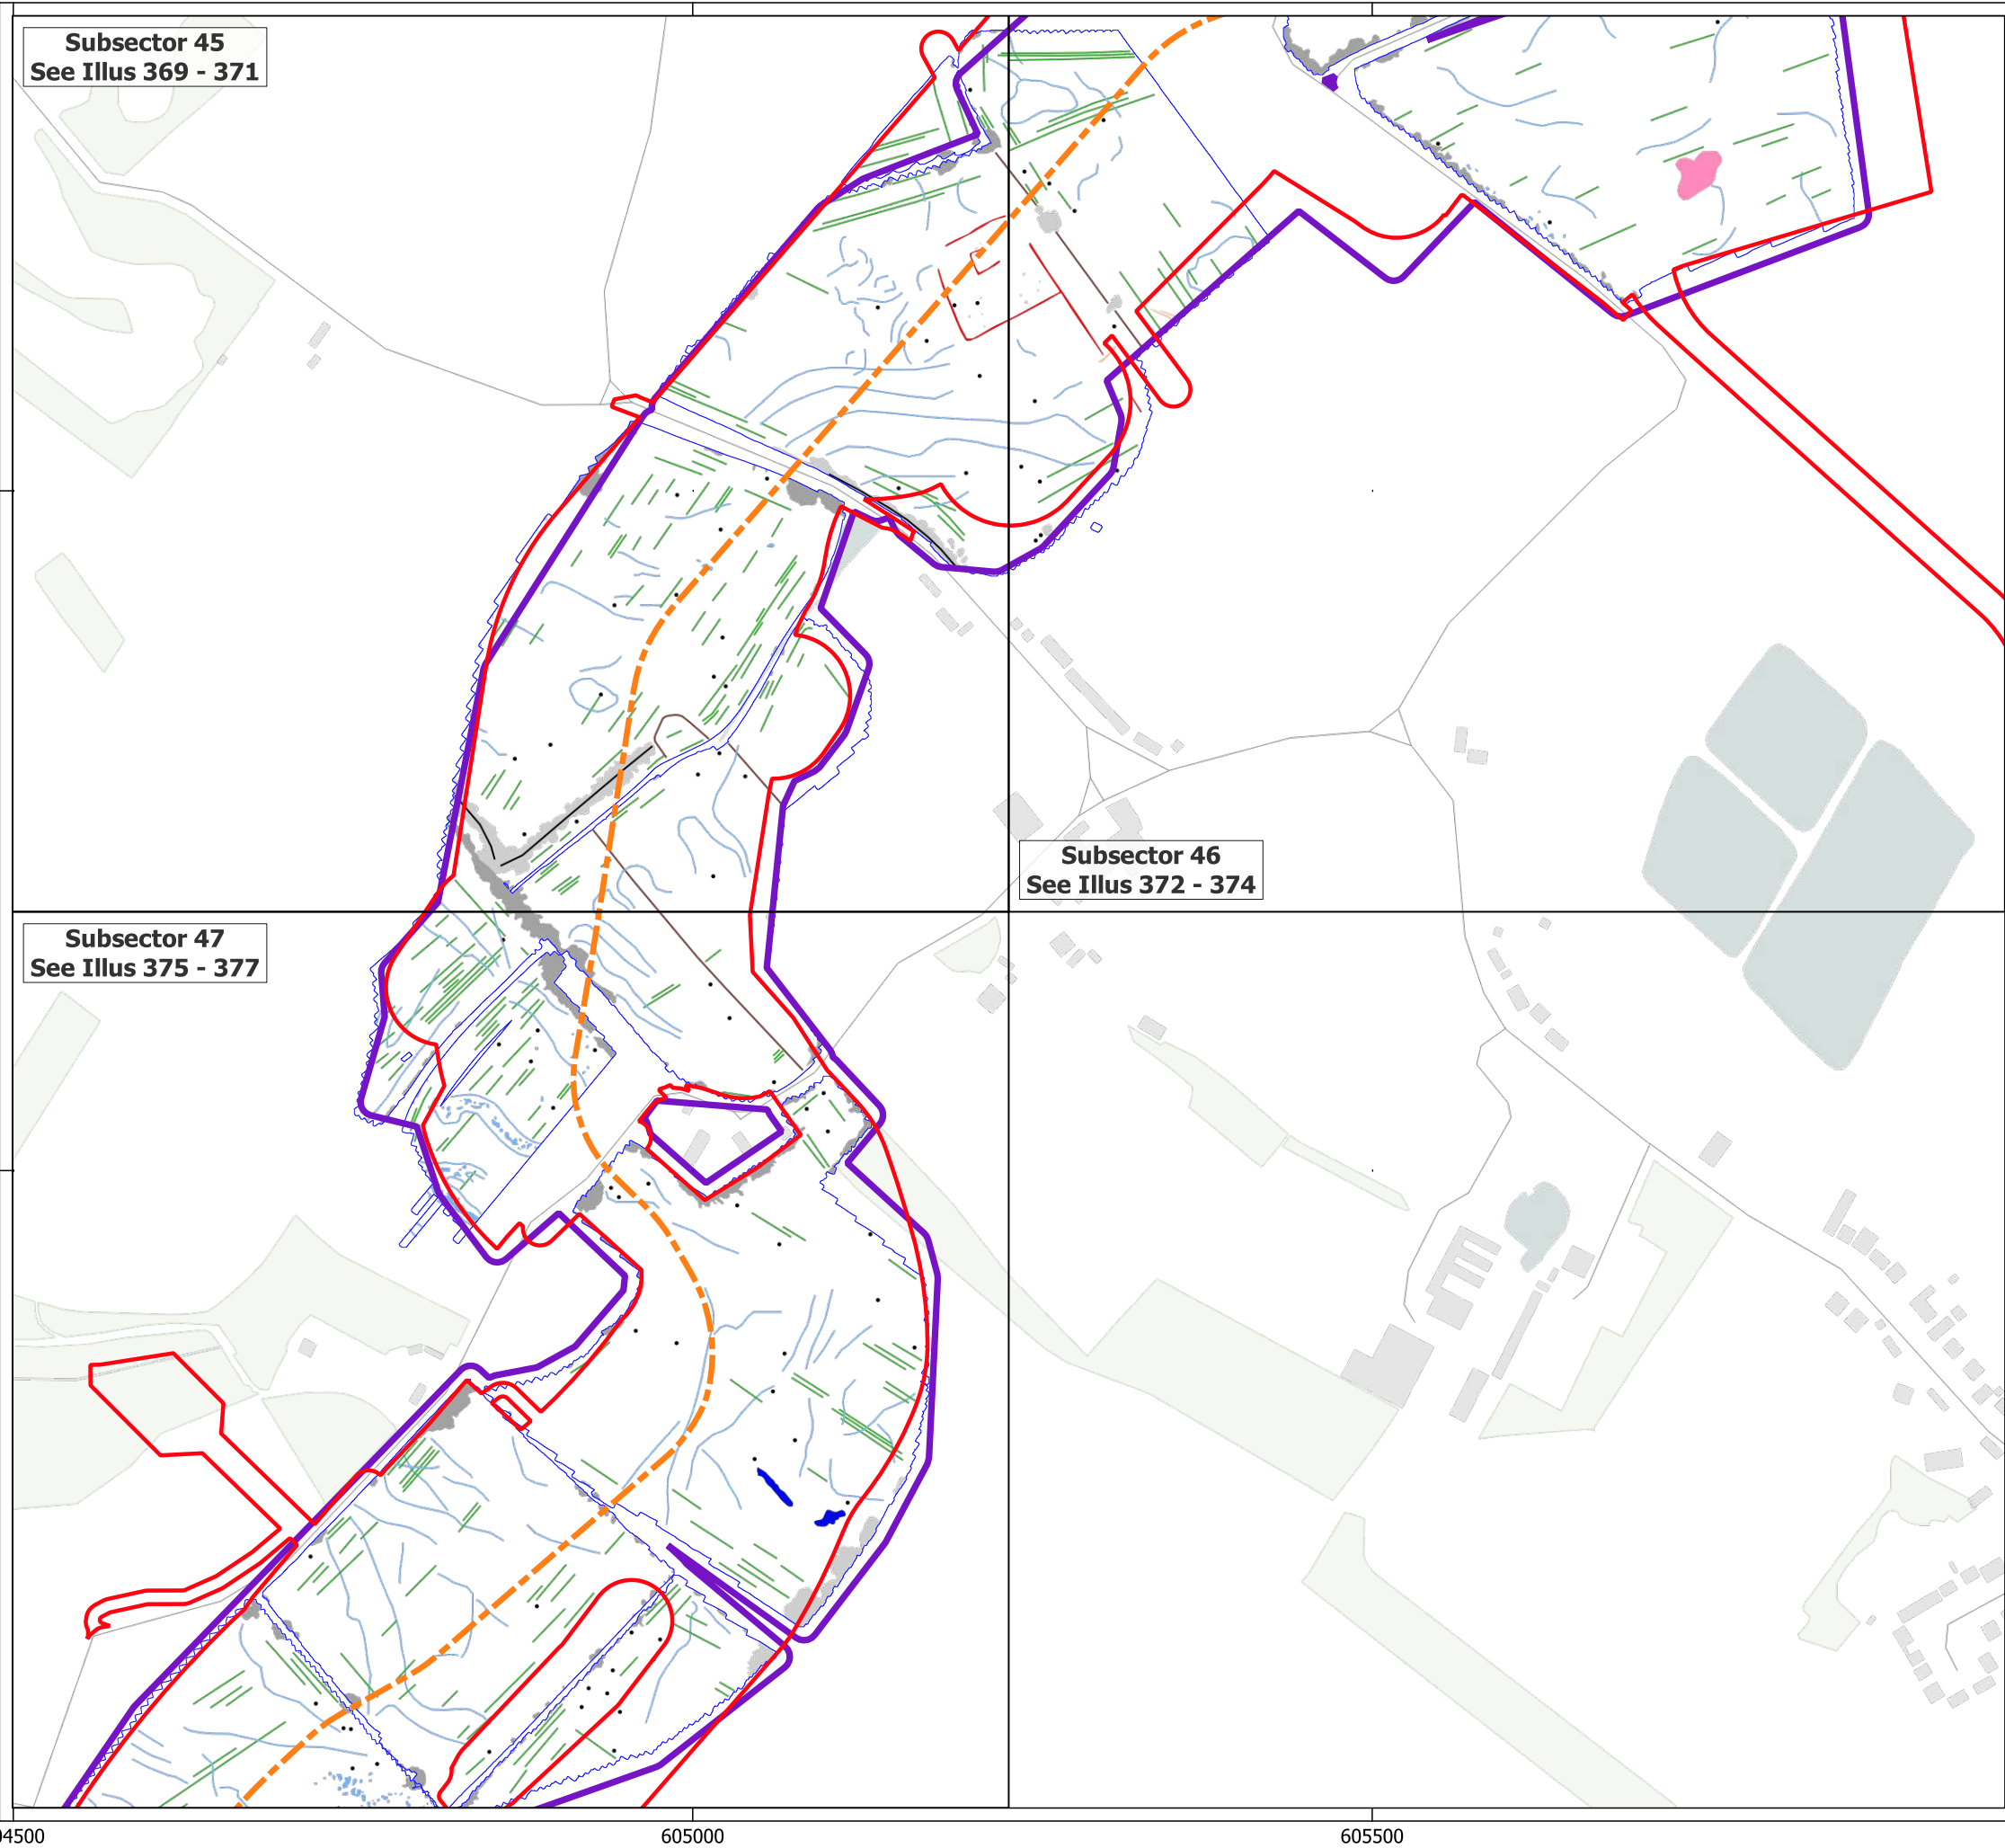 Subsector 45
See Illus 369 - 371
Subsector 46
See Illus 372 - 374
Subsector 47
See Illus 375 - 377
605000
605500